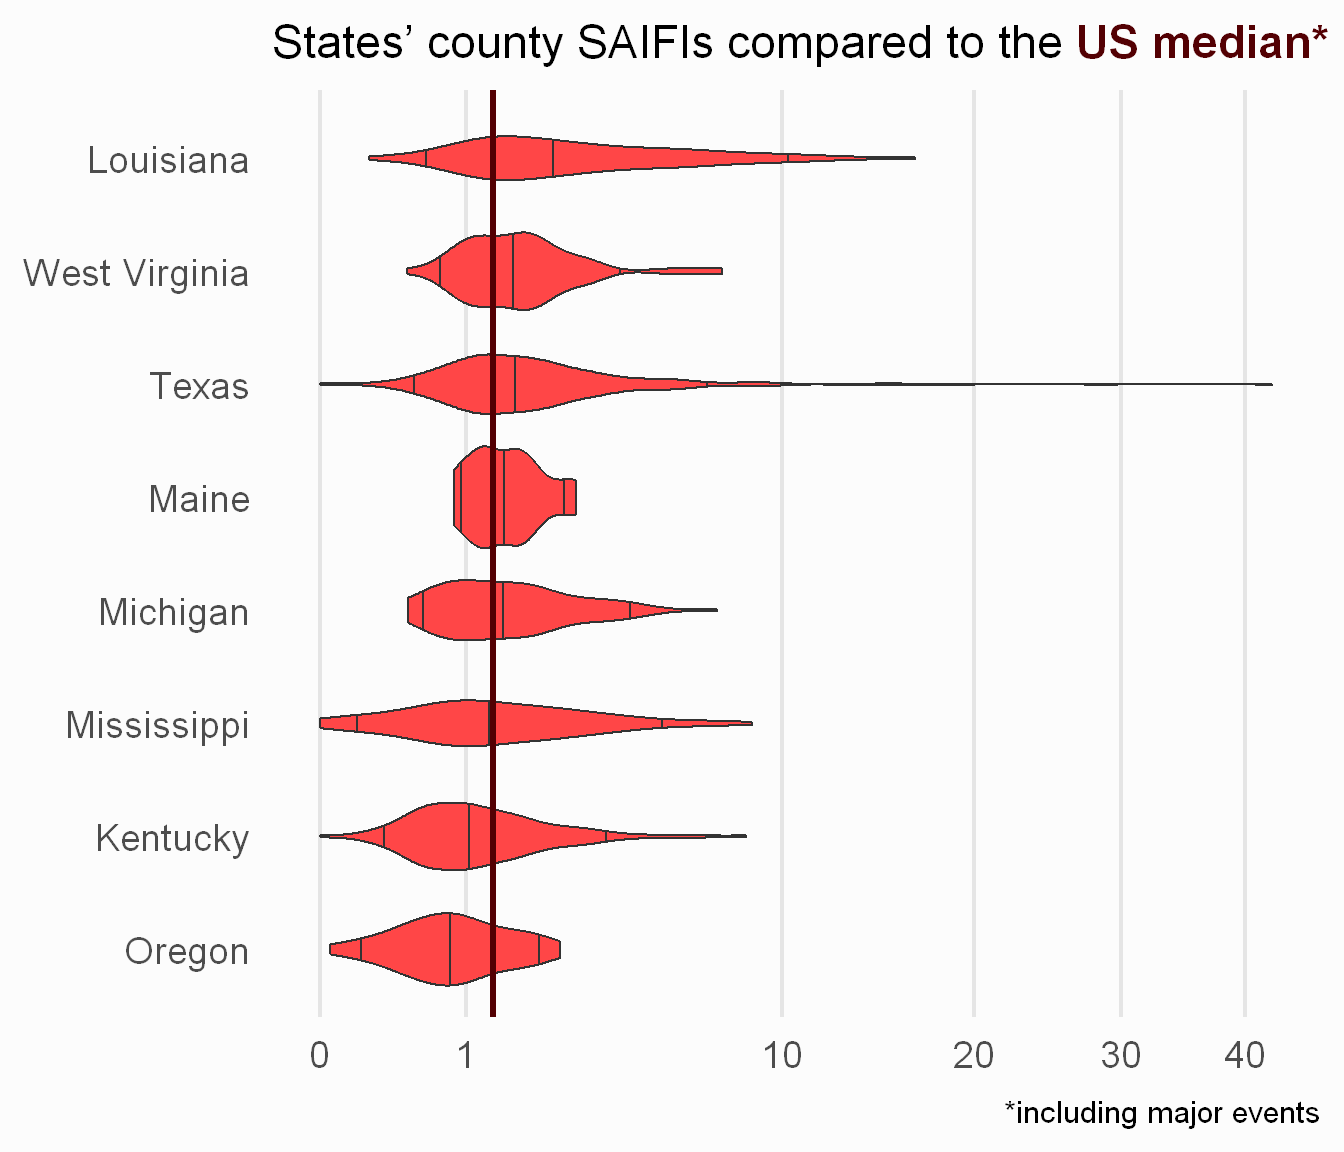 States’ county SAIFIs compared to the US median*
Louisiana
West Virginia
Texas
Maine
Michigan
Mississippi
Kentucky
Oregon
0 1 10 20 30 40
*including major events